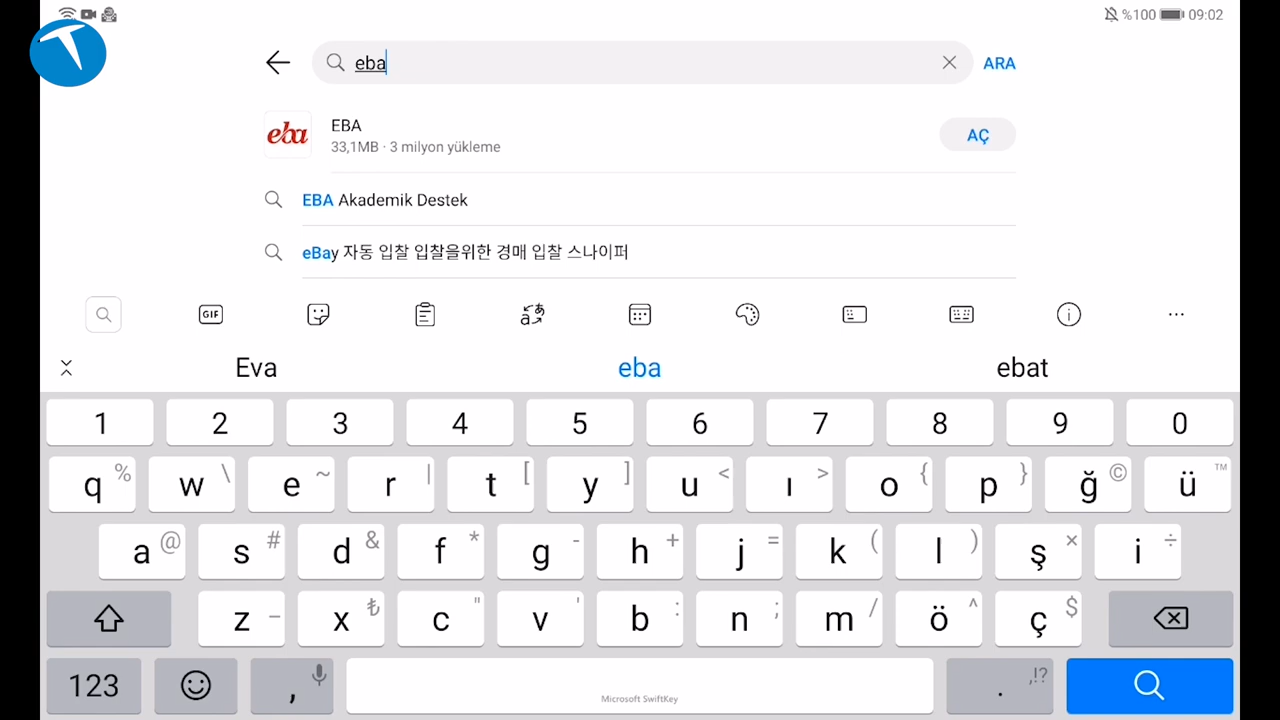 %100 09:02
eba ARA
eba EBA
33,1MB · 3 milyon yükleme
AÇ
EBA Akademik Destek
eBay 자동 입찰 입찰을위한 경매 입찰 스나이퍼
GIF あ a
Eva eba ebat
1 2 3 4 5 6 7 8 9 0
q % w \ e ~ r | t [ y ] u < ı > o { p } ğ © ü ™
a @ s # d & f * g - h + j = k ( l ) ş × i ÷
z _ x ₺ c " v ' b : n ; m / ö ^ ç $
123 , . ,!?
Microsoft SwiftKey